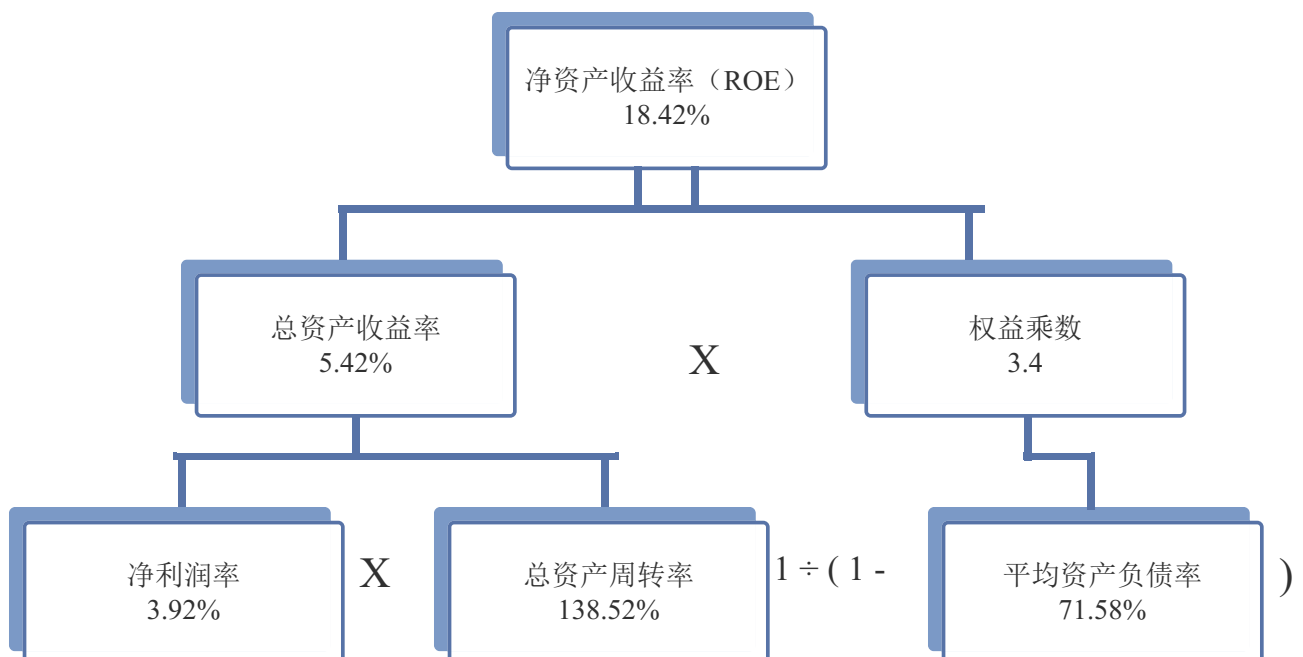 净资产收益率（ROE）
18.42%
总资产收益率
5.42%
X
权益乘数
3.4
净利润率
3.92%
X
总资产周转率
138.52%
1 ÷ ( 1 -
平均资产负债率
71.58%
)